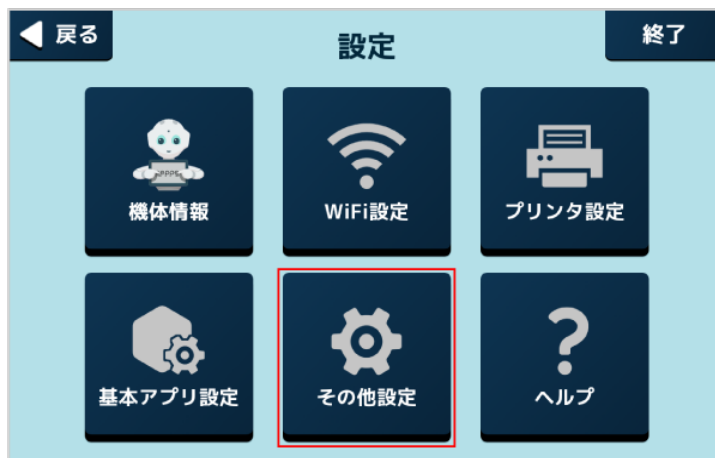 戻る
設定
終了
機体情報
WiFi設定
プリンタ設定
基本アプリ設定
その他設定
ヘルプ